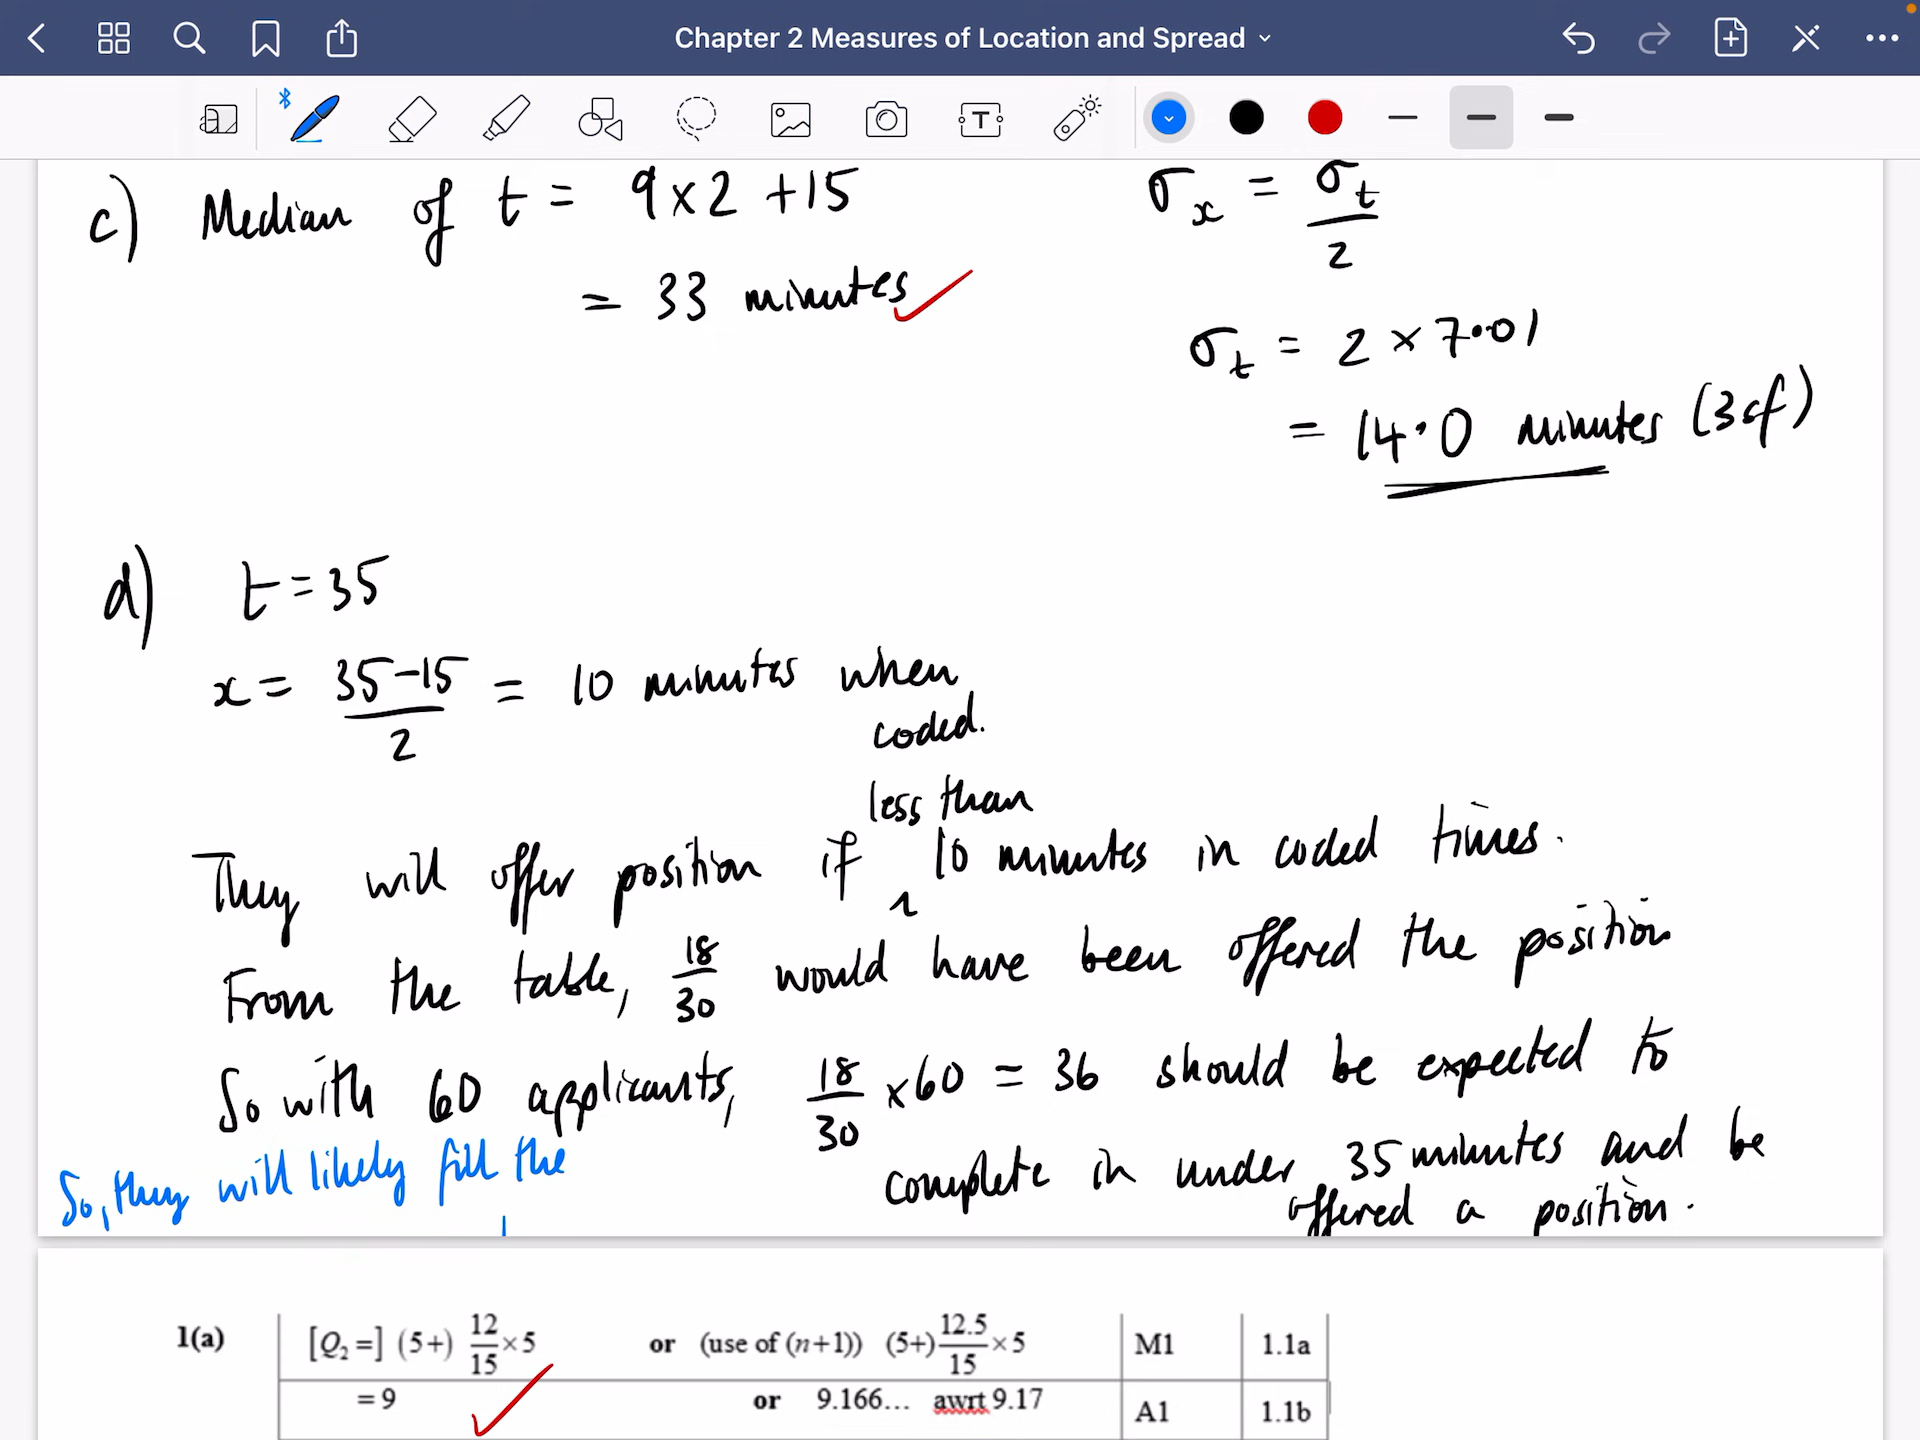 Chapter 2 Measures of Location and Spread
c) Median of t = 9 x 2 + 15
= 33 minutes
σx = σt / 2
σt = 2 × 7.01
= 14.0 minutes (3sf)
d) t = 35
x = 35 - 15 / 2 = 10 minutes when
coded.
less than
They will offer position if 10 minutes in coded times.
From the table, 18/30 would have been offered the position
So with 60 applicants, 18/30 × 60 = 36 should be expected to
complete in under 35 minutes and be
offered a position.
So, they will likely fill the
1(a) [Q₂ =] (5+) 12/15 × 5 or (use of (n+1)) (5+) 12.5/15 × 5 M1 1.1a
= 9 or 9.166... awrt 9.17 A1 1.1b